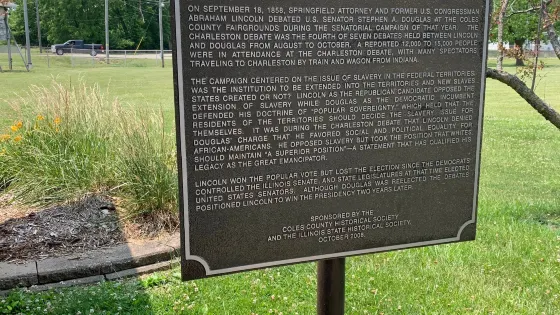 ON SEPTEMBER 18, 1858, SPRINGFIELD ATTORNEY AND FORMER U.S. CONGRESSMAN
ABRAHAM LINCOLN DEBATED U.S. SENATOR STEPHEN A. DOUGLAS AT THE COLES
COUNTY FAIRGROUNDS DURING THE SENATORIAL CAMPAIGN OF THAT YEAR. THE
CHARLESTON DEBATE WAS THE FOURTH OF SEVEN DEBATES HELD BETWEEN LINCOLN
AND DOUGLAS FROM AUGUST TO OCTOBER. A REPORTED 12,000 TO 15,000 PEOPLE
WERE IN ATTENDANCE AT THE CHARLESTON DEBATE, WITH MANY SPECTATORS
TRAVELING TO CHARLESTON BY TRAIN AND WAGON FROM INDIANA.
THE CAMPAIGN CENTERED ON THE ISSUE OF SLAVERY IN THE FEDERAL TERRITORIES.
WAS THE INSTITUTION TO BE EXTENDED INTO THE TERRITORIES AND NEW SLAVE
STATES CREATED OR NOT? LINCOLN AS THE REPUBLICAN CANDIDATE OPPOSED THE
EXTENSION OF SLAVERY WHILE DOUGLAS AS THE DEMOCRATIC INCUMBENT
DEFENDED HIS DOCTRINE OF "POPULAR SOVEREIGNTY," WHICH HELD THAT THE
RESIDENTS OF THE TERRITORIES SHOULD DECIDE THE SLAVERY ISSUE FOR
THEMSELVES. IT WAS DURING THE CHARLESTON DEBATE THAT LINCOLN DENIED
DOUGLAS' CHARGE THAT HE FAVORED SOCIAL AND POLITICAL EQUALITY FOR
AFRICAN-AMERICANS. HE OPPOSED SLAVERY BUT TOOK THE POSITION THAT WHITES
SHOULD MAINTAIN "A SUPERIOR POSITION"—A STATEMENT THAT HAS QUALIFIED HIS
LEGACY AS THE GREAT EMANCIPATOR.
LINCOLN WON THE POPULAR VOTE BUT LOST THE ELECTION SINCE THE DEMOCRATS
CONTROLLED THE ILLINOIS SENATE, AND STATE LEGISLATURES AT THAT TIME ELECTED
UNITED STATES SENATORS. ALTHOUGH DOUGLAS WAS REELECTED THE DEBATES
POSITIONED LINCOLN TO WIN THE PRESIDENCY TWO YEARS LATER.
SPONSORED BY THE
COLES COUNTY HISTORICAL SOCIETY
AND THE ILLINOIS STATE HISTORICAL SOCIETY,
OCTOBER